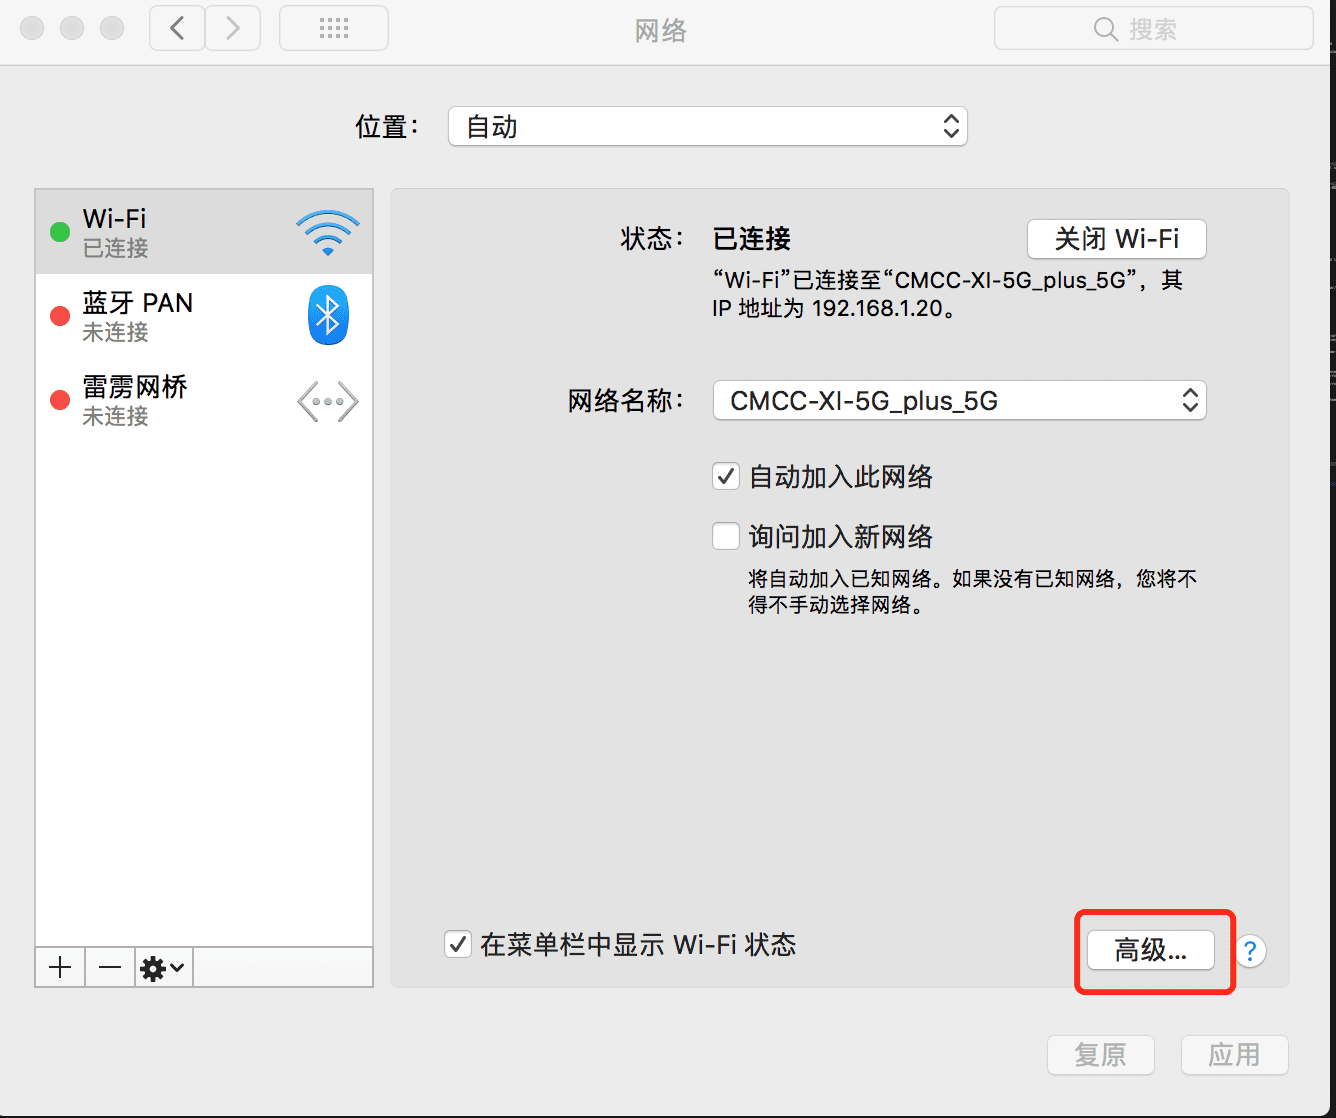 网络
搜索
位置：
自动
Wi-Fi
已连接
蓝牙 PAN
未连接
雷雳网桥
未连接
状态：
已连接
关闭 Wi-Fi
“Wi-Fi”已连接至“CMCC-XI-5G_plus_5G”，其
IP 地址为 192.168.1.20。
网络名称：
CMCC-XI-5G_plus_5G
自动加入此网络
询问加入新网络
将自动加入已知网络。如果没有已知网络，您将不
得不手动选择网络。
在菜单栏中显示 Wi-Fi 状态
高级...
?
复原
应用